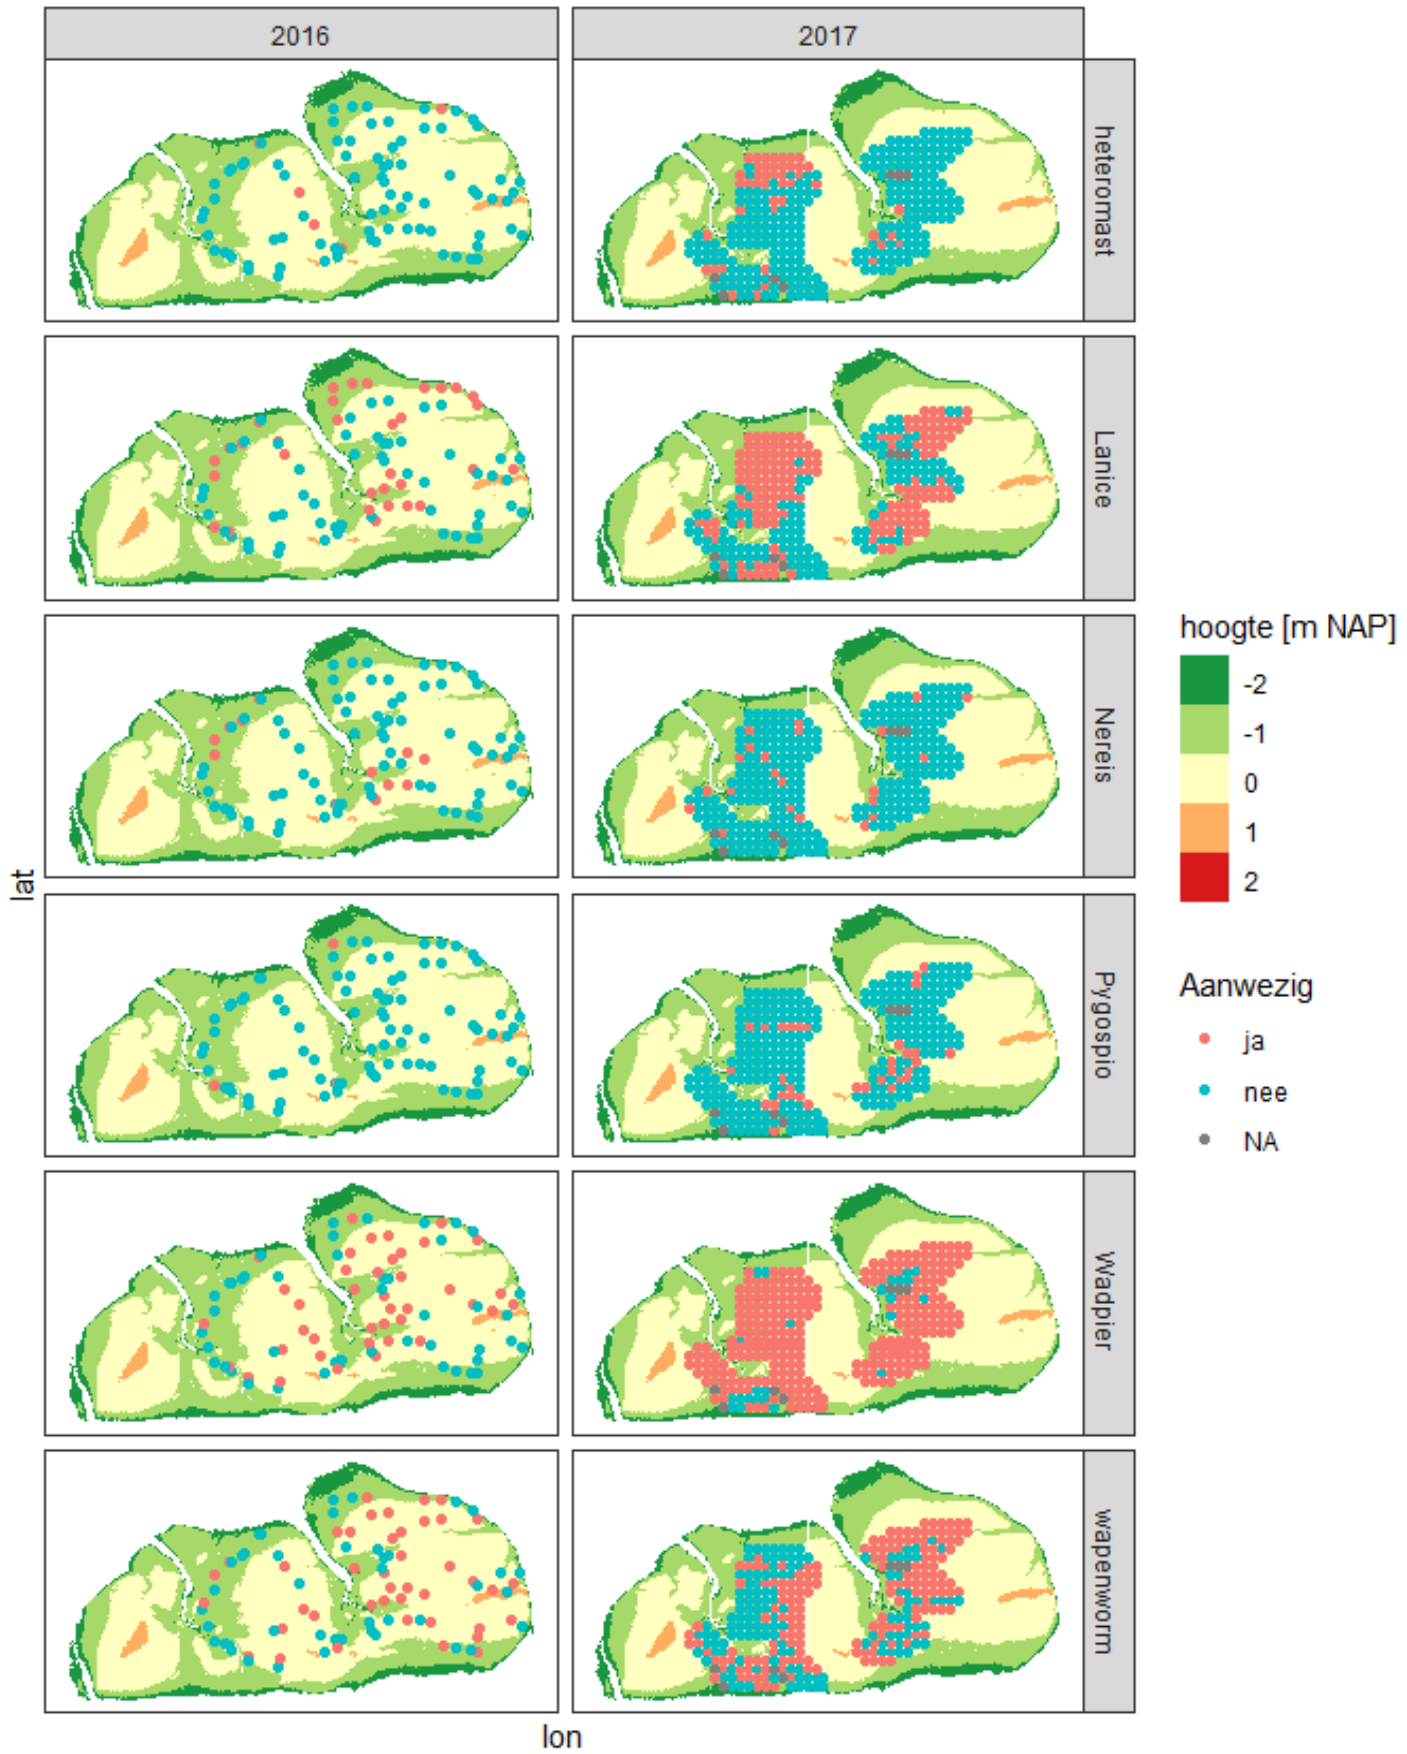 2016
2017
heteromast
Lanice
Nereis
Pygospio
Wadpier
wapenworm
lat
lon
hoogte [m NAP]
-2
-1
0
1
2
Aanwezig
ja
nee
NA